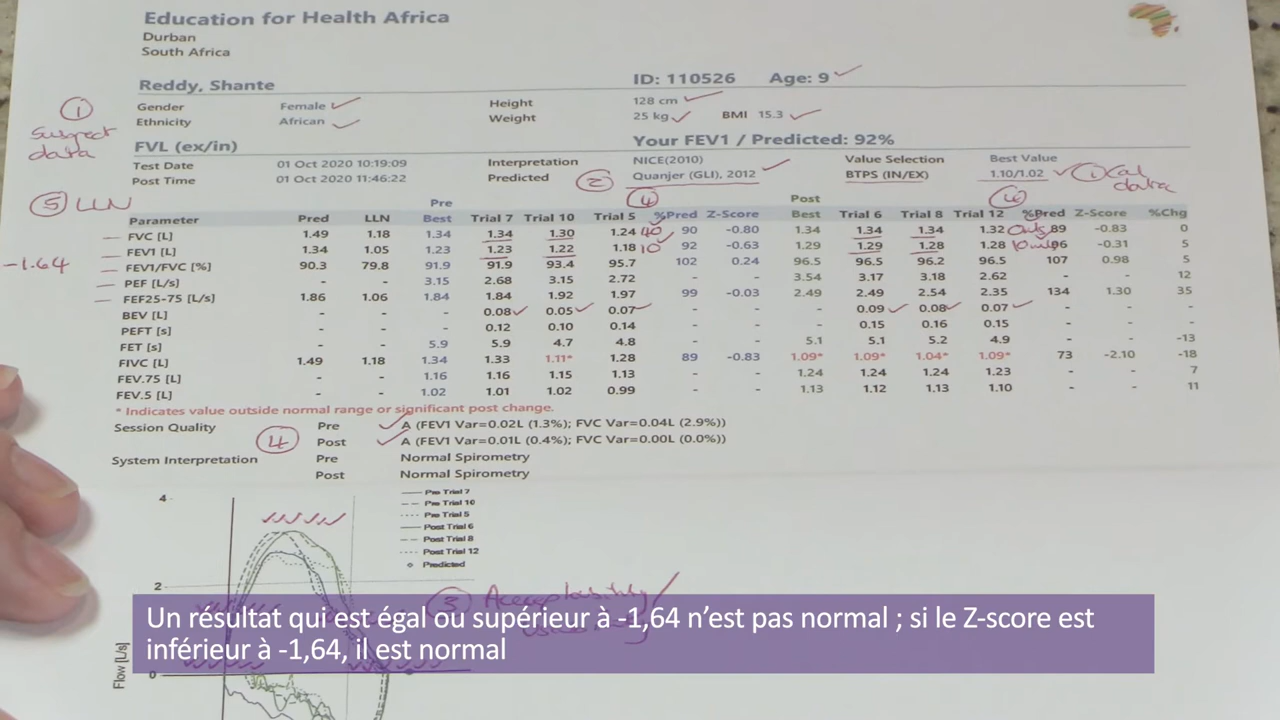 Education for Health Africa
Durban
South Africa
Reddy, Shante ID: 110526 Age: 9
Gender Female Height 128 cm
Ethnicity African Weight 25 kg BMI 15.3
① Suspect data
FVL (ex/in) Your FEV1 / Predicted: 92%
Test Date 01 Oct 2020 10:19:09 Interpretation NICE(2010) Value Selection Best Value
Post Time 01 Oct 2020 11:46:22 Predicted ② Quanjer (GLI), 2012 BTPS (IN/EX) 1.10/1.02 ① Cal data
⑤ LLN ④ ⑥
Pre Post
Parameter Pred LLN Best Trial 7 Trial 10 Trial 5 %Pred Z-Score Best Trial 6 Trial 8 Trial 12 %Pred Z-Score %Chg
FVC [L] 1.49 1.18 1.34 1.34 1.30 1.24 40 90 -0.80 1.34 1.34 1.34 1.32 89 -0.83 0
FEV1 [L] 1.34 1.05 1.23 1.23 1.22 1.18 10 92 -0.63 1.29 1.29 1.28 1.28 96 -0.31 5
-1.64
FEV1/FVC [%] 90.3 79.8 91.9 91.9 93.4 95.7 102 0.24 96.5 96.5 96.2 96.5 107 0.98 5
PEF [L/s] - - 3.15 2.68 3.15 2.72 - - 3.54 3.17 3.18 2.62 - - 12
FEF25-75 [L/s] 1.86 1.06 1.84 1.84 1.92 1.97 99 -0.03 2.49 2.49 2.54 2.35 134 1.30 35
BEV [L] - - - 0.08 0.05 0.07 - - - 0.09 0.08 0.07 - - -
PEFT [s] - - - 0.12 0.10 0.14 - - - 0.15 0.16 0.15 - - -
FET [s] - - 5.9 5.9 4.7 4.8 - - 5.1 5.1 5.2 4.9 - - -13
FIVC [L] 1.49 1.18 1.34 1.33 1.11* 1.28 89 -0.83 1.09* 1.09* 1.04* 1.09* 73 -2.10 -18
FEV.75 [L] - - 1.16 1.16 1.15 1.13 - - 1.24 1.24 1.24 1.23 - - 7
FEV.5 [L] - - 1.02 1.01 1.02 0.99 - - 1.13 1.12 1.13 1.10 - - 11
* Indicates value outside normal range or significant post change.
Session Quality Pre A (FEV1 Var=0.02L (1.3%); FVC Var=0.04L (2.9%))
④ Post A (FEV1 Var=0.01L (0.4%); FVC Var=0.00L (0.0%))
System Interpretation Pre Normal Spirometry
Post Normal Spirometry
4
2
0
Flow [L/s]
Pre Trial 7
Pre Trial 10
Pre Trial 5
Post Trial 6
Post Trial 8
Post Trial 12
Predicted
③ Acceptability/
Un résultat qui est égal ou supérieur à -1,64 n’est pas normal ; si le Z-score est
inférieur à -1,64, il est normal